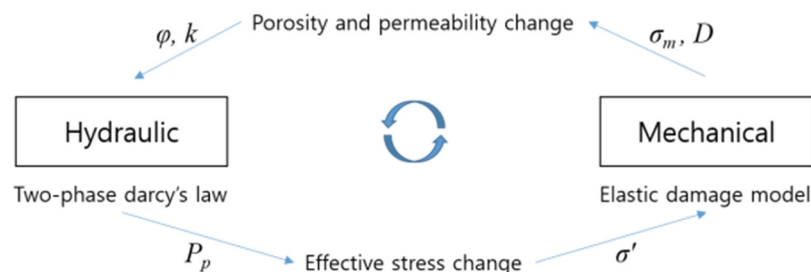 Porosity and permeability change
φ, k
σm, D
Hydraulic
Mechanical
Two-phase darcy's law
Elastic damage model
Pp
Effective stress change
σ'